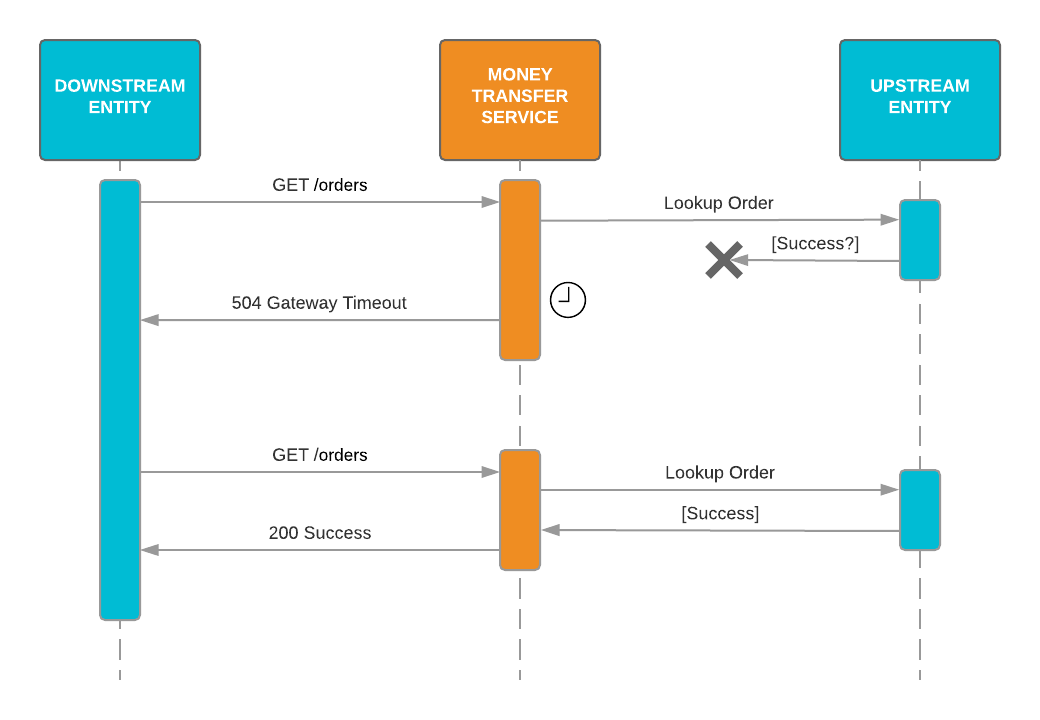 DOWNSTREAM
ENTITY
MONEY
TRANSFER
SERVICE
UPSTREAM
ENTITY
GET /orders
Lookup Order
[Success?]
504 Gateway Timeout
GET /orders
Lookup Order
[Success]
200 Success